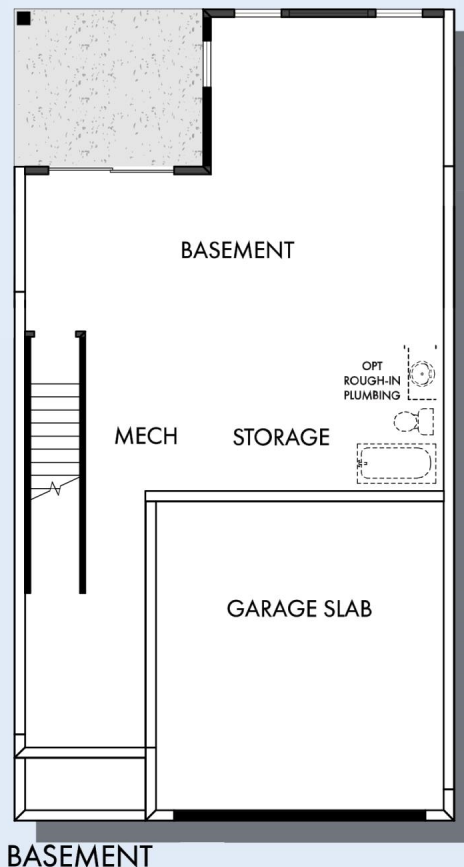 BASEMENT
OPT
ROUGH-IN
PLUMBING
MECH
STORAGE
GARAGE SLAB
BASEMENT